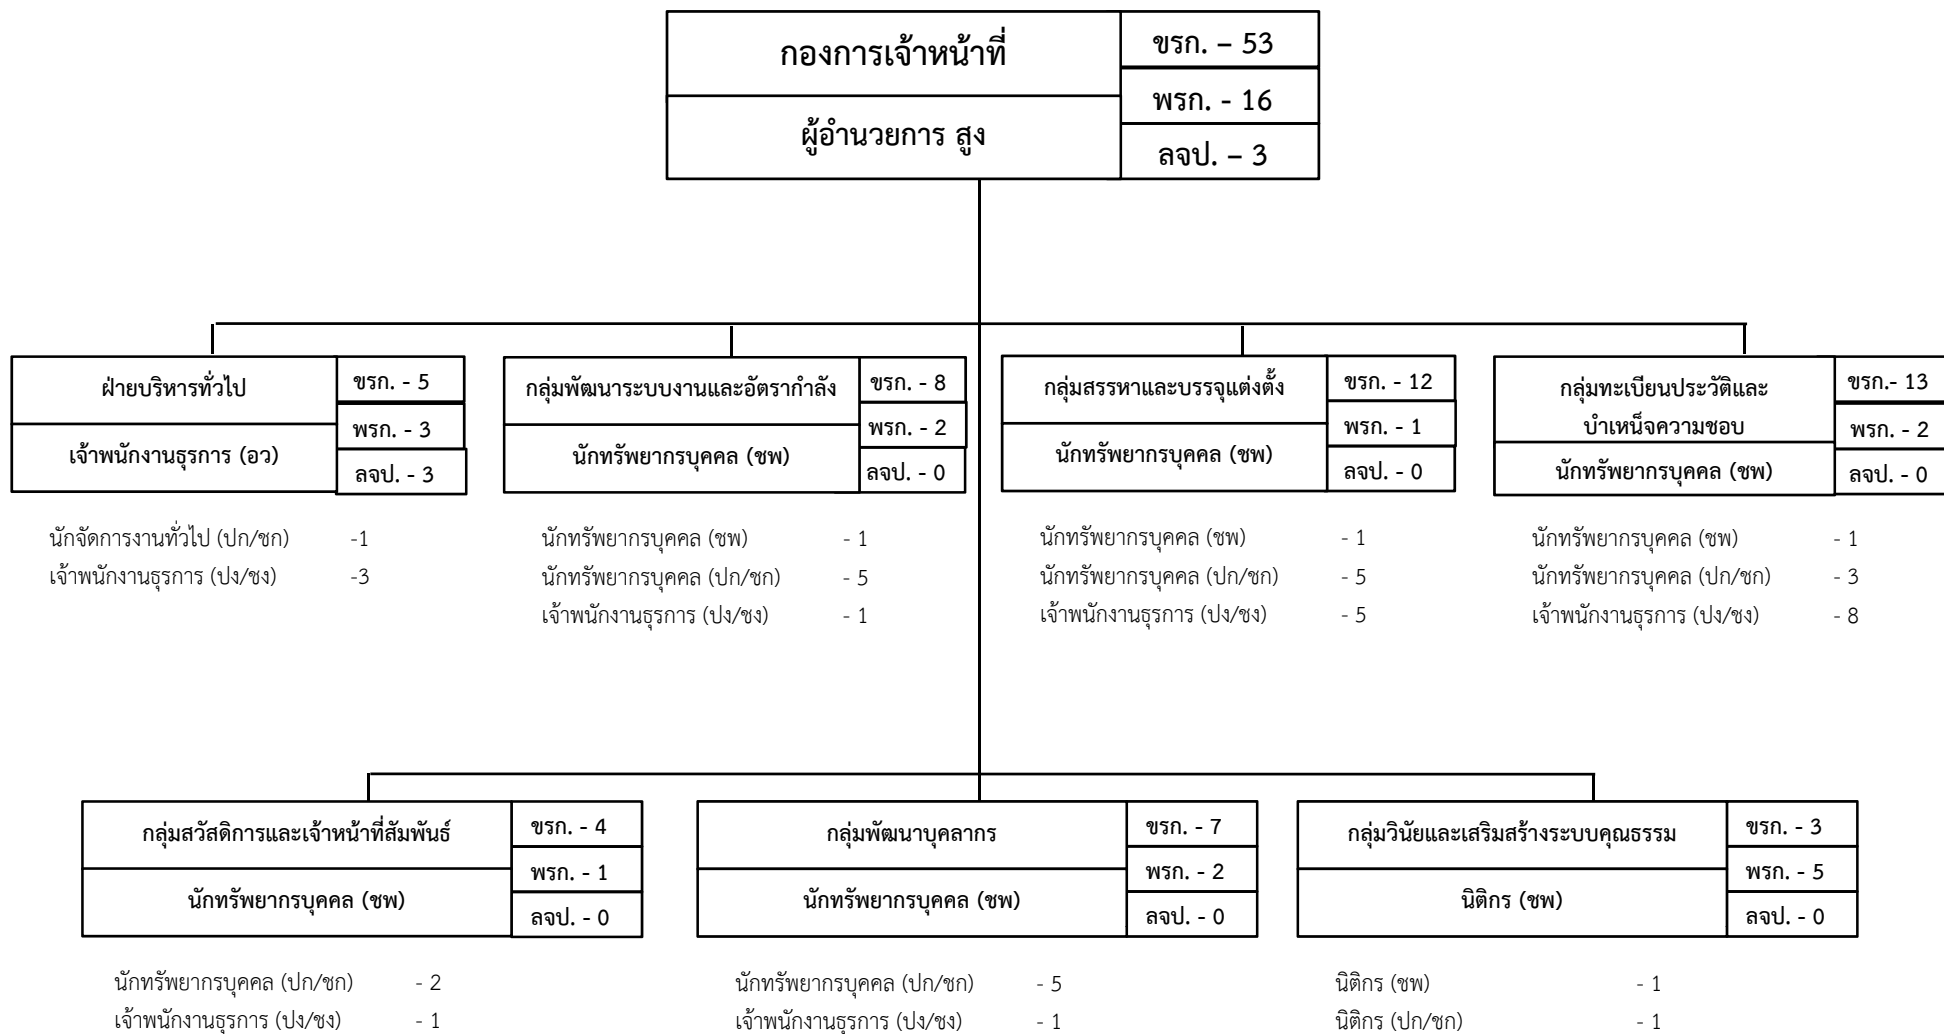 กองการเจ้าหน้าที่
ขรก. – 53
พรก. - 16
ผู้อำนวยการ สูง
ลจป. – 3
ฝ่ายบริหารทั่วไป
ขรก. - 5
พรก. - 3
เจ้าพนักงานธุรการ (อว)
ลจป. - 3
นักจัดการงานทั่วไป (ปก/ชก) -1
เจ้าพนักงานธุรการ (ปง/ชง) -3
กลุ่มพัฒนาระบบงานและอัตรากำลัง
ขรก. - 8
พรก. - 2
นักทรัพยากรบุคคล (ชพ)
ลจป. - 0
นักทรัพยากรบุคคล (ชพ) - 1
นักทรัพยากรบุคคล (ปก/ชก) - 5
เจ้าพนักงานธุรการ (ปง/ชง) - 1
กลุ่มสรรหาและบรรจุแต่งตั้ง
ขรก. - 12
พรก. - 1
นักทรัพยากรบุคคล (ชพ)
ลจป. - 0
นักทรัพยากรบุคคล (ชพ) - 1
นักทรัพยากรบุคคล (ปก/ชก) - 5
เจ้าพนักงานธุรการ (ปง/ชง) - 5
กลุ่มทะเบียนประวัติและ
บำเหน็จความชอบ
ขรก.- 13
พรก. - 2
นักทรัพยากรบุคคล (ชพ)
ลจป. - 0
นักทรัพยากรบุคคล (ชพ) - 1
นักทรัพยากรบุคคล (ปก/ชก) - 3
เจ้าพนักงานธุรการ (ปง/ชง) - 8
กลุ่มสวัสดิการและเจ้าหน้าที่สัมพันธ์
ขรก. - 4
พรก. - 1
นักทรัพยากรบุคคล (ชพ)
ลจป. - 0
นักทรัพยากรบุคคล (ปก/ชก) - 2
เจ้าพนักงานธุรการ (ปง/ชง) - 1
กลุ่มพัฒนาบุคลากร
ขรก. - 7
พรก. - 2
นักทรัพยากรบุคคล (ชพ)
ลจป. - 0
นักทรัพยากรบุคคล (ปก/ชก) - 5
เจ้าพนักงานธุรการ (ปง/ชง) - 1
กลุ่มวินัยและเสริมสร้างระบบคุณธรรม
ขรก. - 3
พรก. - 5
นิติกร (ชพ)
ลจป. - 0
นิติกร (ชพ) - 1
นิติกร (ปก/ชก) - 1